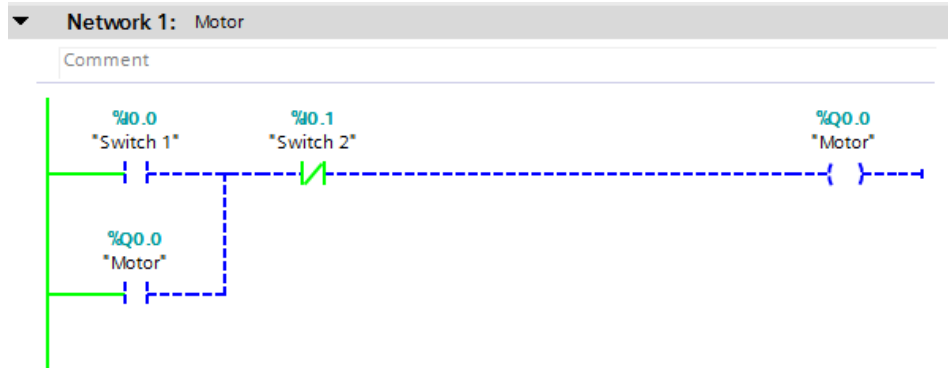 Network 1: Motor
Comment
%I0.0 %I0.1 %Q0.0
"Switch 1" "Switch 2" "Motor"
%Q0.0
"Motor"